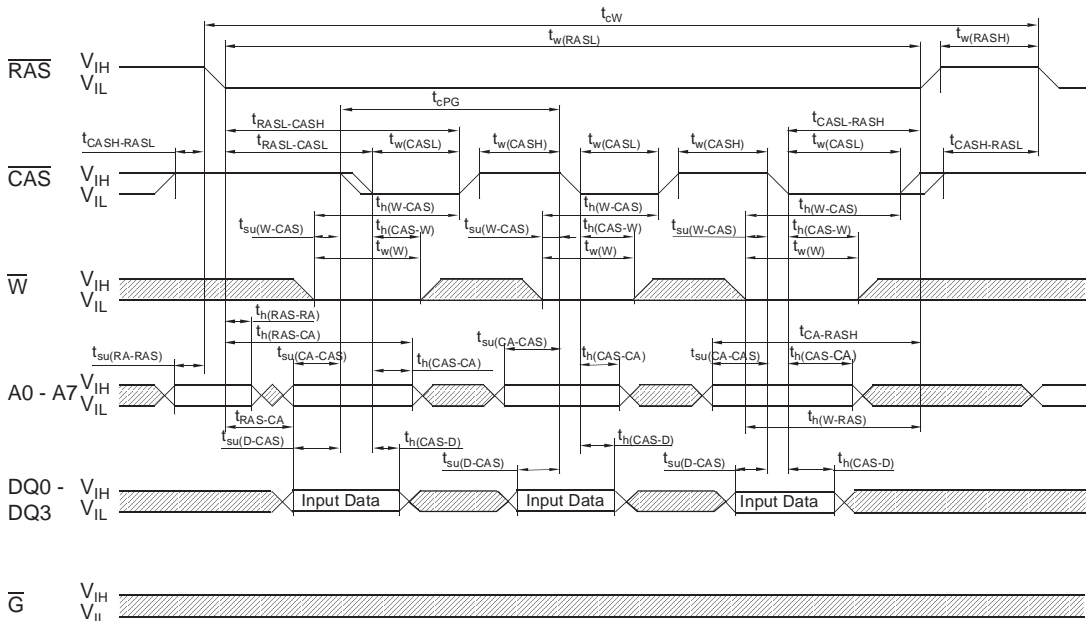 tcW
tw(RASL)
tw(RASH)
RAS VIH
VIL
tcPG
tRASL-CASH
tCASL-RASH
tCASH-RASL
tRASL-CASL
tw(CASL)
tw(CASH)
tw(CASL)
tw(CASH)
tw(CASL)
tCASH-RASL
CAS VIH
VIL
th(W-CAS)
th(W-CAS)
th(W-CAS)
tsu(W-CAS)
th(CAS-W)
tsu(W-CAS)
th(CAS-W)
tsu(W-CAS)
th(CAS-W)
tw(W)
tw(W)
tw(W)
W VIH
VIL
th(RAS-RA)
th(RAS-CA)
tCA-RASH
tsu(RA-RAS)
tsu(CA-CAS)
th(CAS-CA)
tsu(CA-CAS)
th(CAS-CA)
tsu(CA-CAS)
th(CAS-CA)
A0 - A7 VIH
VIL
tRAS-CA
th(W-RAS)
tsu(D-CAS)
th(CAS-D)
tsu(D-CAS)
th(CAS-D)
tsu(D-CAS)
th(CAS-D)
DQ0 - VIH
DQ3 VIL
Input Data
Input Data
Input Data
G VIH
VIL